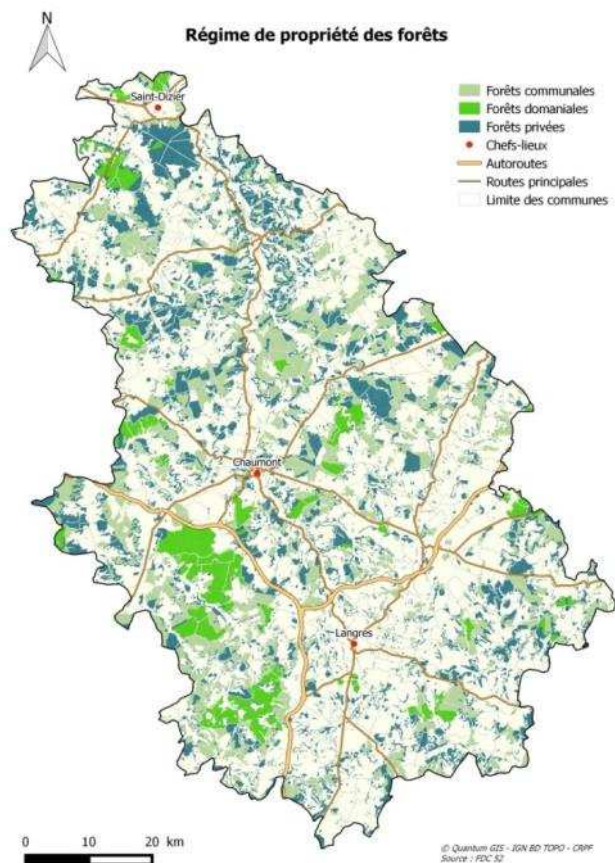 N
Régime de propriété des forêts
Forêts communales
Forêts domaniales
Forêts privées
Chefs-lieux
Autoroutes
Routes principales
Limite des communes
Saint-Dizier
Chaumont
Langres
0 10 20 km
© Quantum GIS - IGN BD TOPO - CRPF
Source : FDC 52